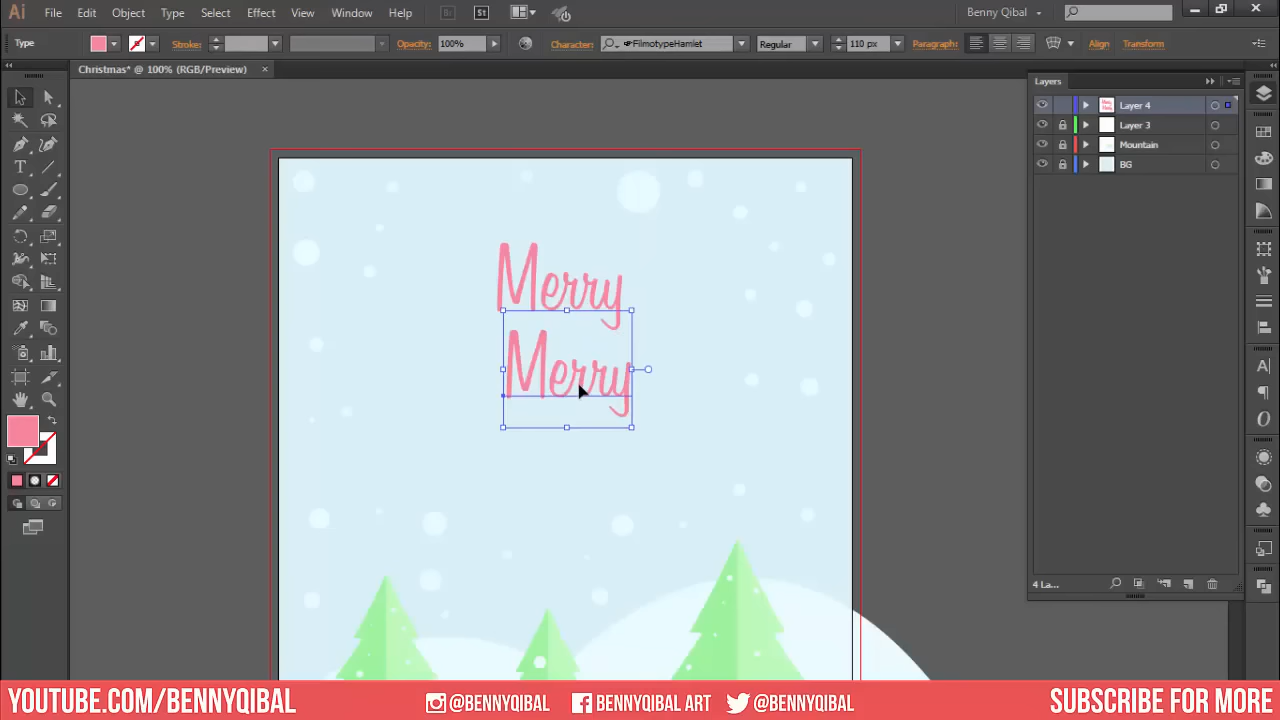 Ai File Edit Object Type Select Effect View Window Help Br St Benny Qibal
Type Stroke: Opacity: 100% Character: FilmotypeHamlet Regular 110 px Paragraph: Align Transform
Christmas* @ 100% (RGB/Preview)
Layers
Layer 4
Layer 3
Mountain
BG
Merry
Merry
4 La...
YOUTUBE.COM/BENNYQIBAL @BENNYQIBAL BENNYQIBAL ART @BENNYQIBAL SUBSCRIBE FOR MORE